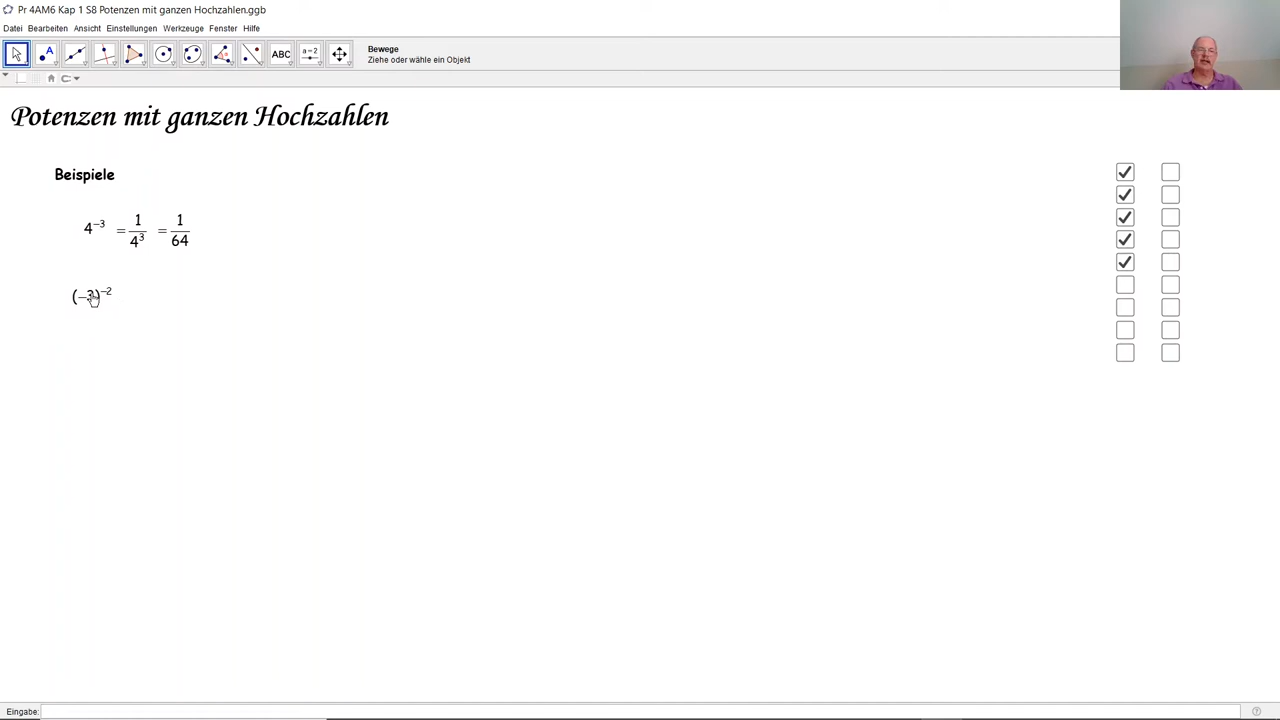 Pr 4AM6 Kap 1 S8 Potenzen mit ganzen Hochzahlen.ggb
Datei Bearbeiten Ansicht Einstellungen Werkzeuge Fenster Hilfe
A ABC a=2 Bewege
Ziehe oder wähle ein Objekt
Potenzen mit ganzen Hochzahlen
Beispiele
4⁻³ = 1/4³ = 1/64
(−3)⁻²
Eingabe: